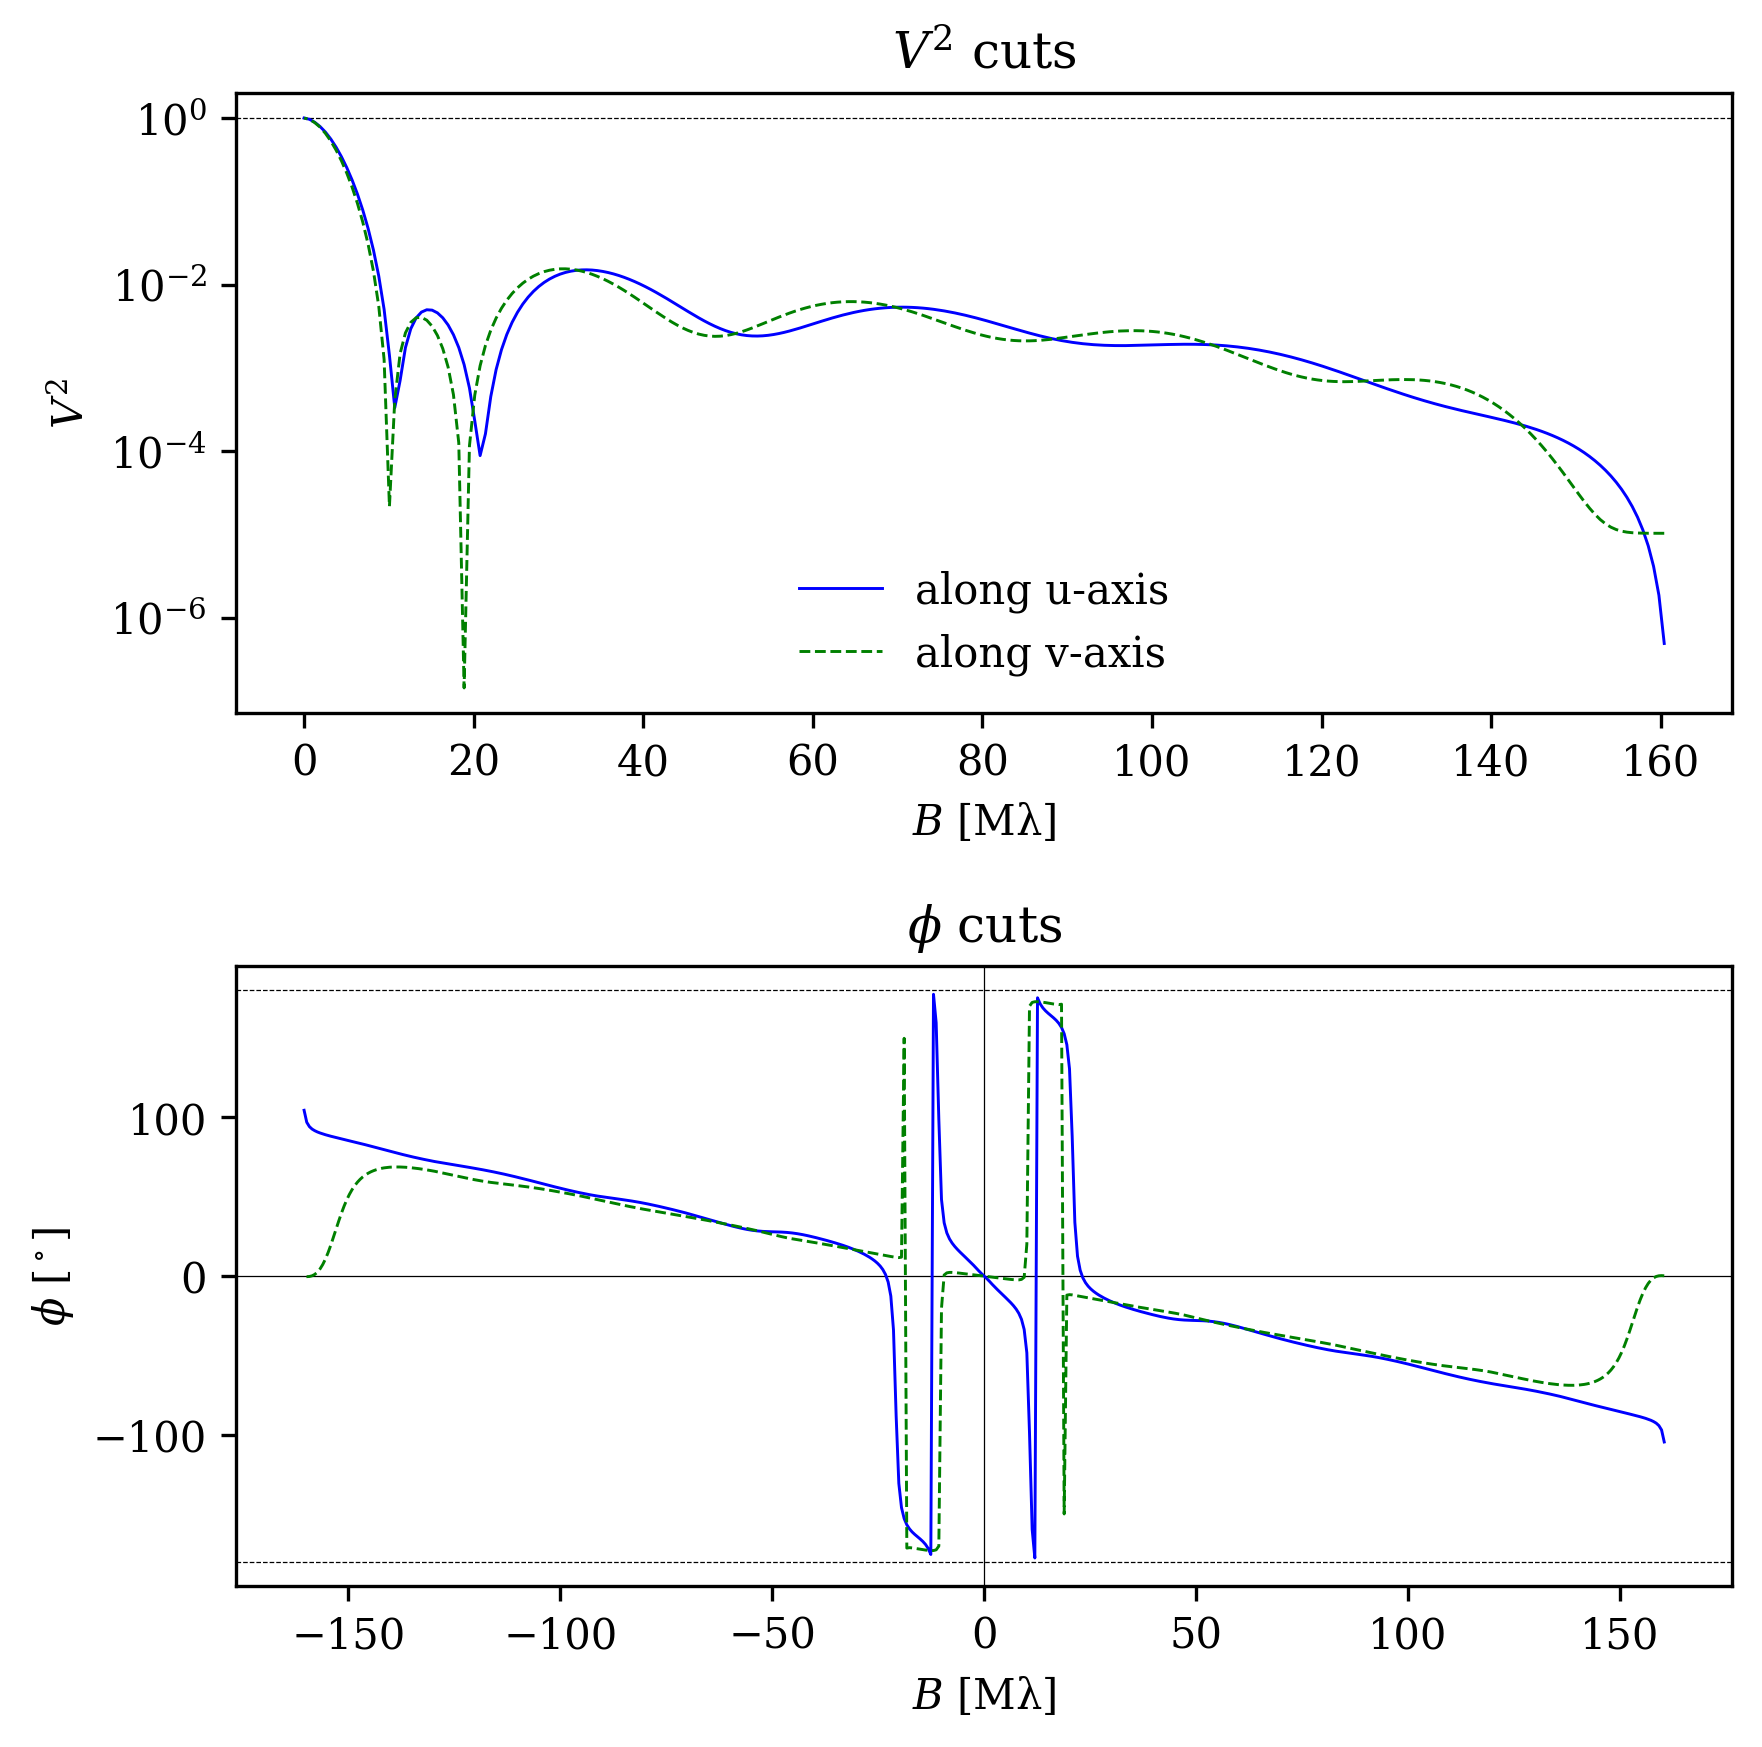 V² cuts
10⁰
10⁻²
10⁻⁴
10⁻⁶
V²
along u-axis
along v-axis
0 20 40 60 80 100 120 140 160
B [Mλ]
ϕ cuts
100
0
−100
ϕ [°]
−150 −100 −50 0 50 100 150
B [Mλ]